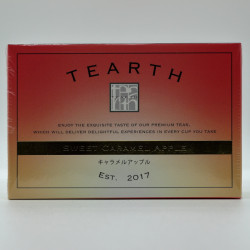 TEARTH
ENJOY THE EXQUISITE TASTE OF OUR PREMIUM TEAS,
WHICH WILL DELIVER DELIGHTFUL EXPERIENCES IN EVERY CUP YOU TAKE
SWEET CARAMEL APPLE
キャラメルアップル
EST. 2017